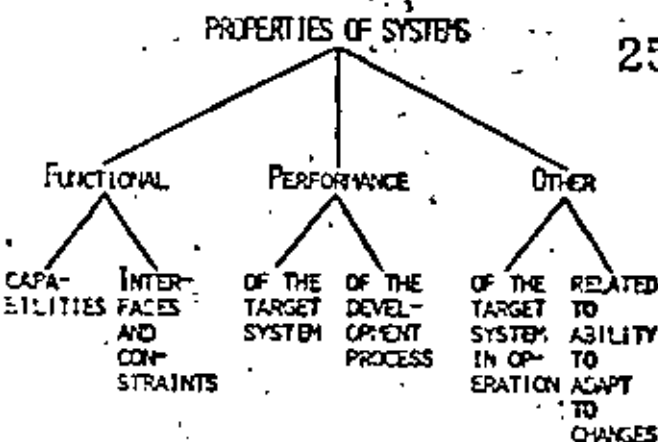 PROPERTIES OF SYSTEMS
25
FUNCTIONAL
PERFORMANCE
OTHER
CAPA-
BILITIES
INTER-
FACES
AND
CON-
STRAINTS
OF THE
TARGET
SYSTEM
OF THE
DEVEL-
OPMENT
PROCESS
OF THE
TARGET
SYSTEM
IN OP-
ERATION
RELATED
TO
ABILITY
TO
ADAPT
TO
CHANGES